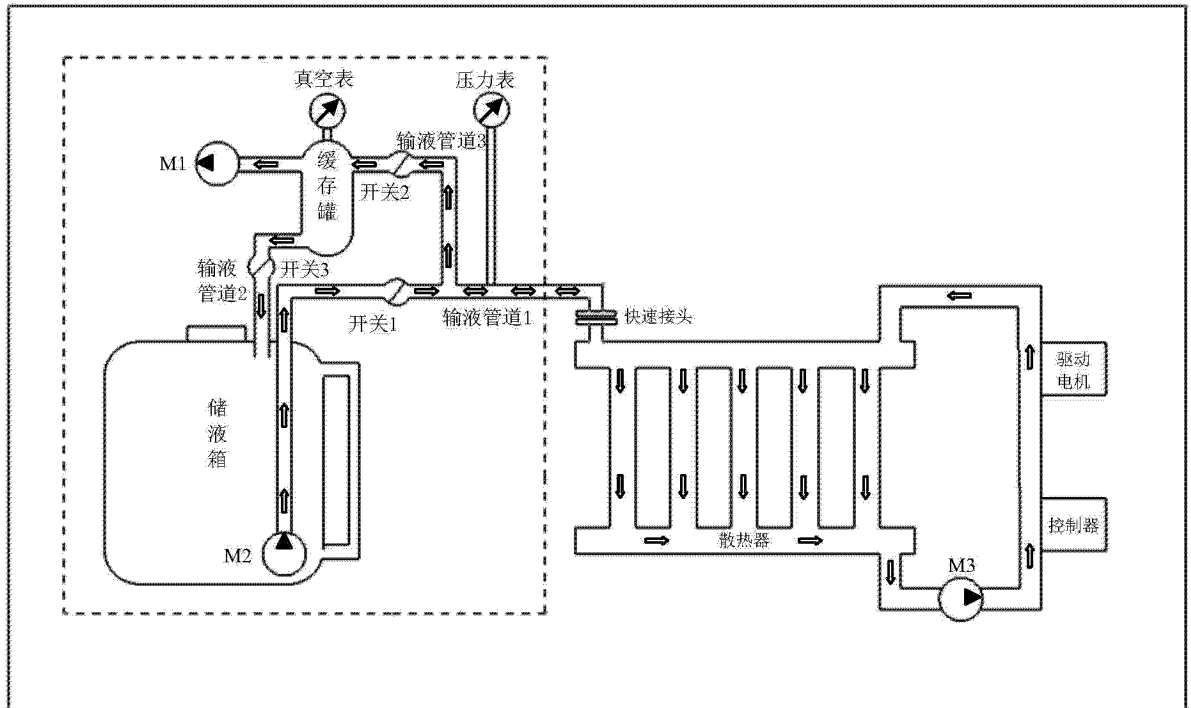 真空表
压力表
M1
缓
存
罐
输液管道3
开关2
输液
管道2
开关3
开关1
输液管道1
快速接头
储
液
箱
M2
散热器
M3
驱动
电机
控制器